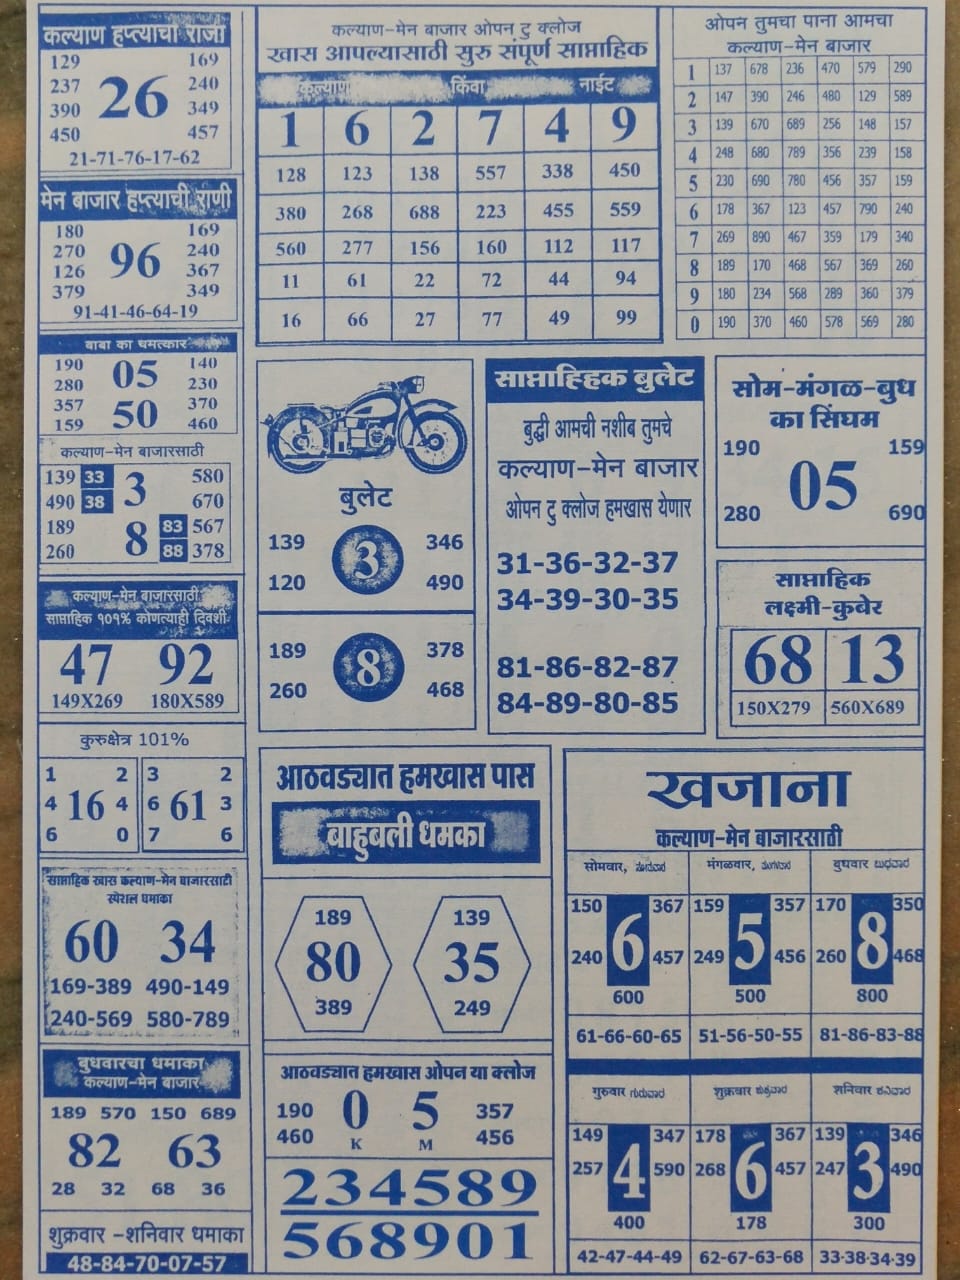 कल्याण हप्त्याचा राजा
129 169
237 26 240
390 349
450 457
21-71-76-17-62
मेन बाजार हप्त्याची राणी
180 169
270 96 240
126 367
379 349
91-41-46-64-19
बाबा का चमत्कार
190 05 140
280 230
357 50 370
159 460
कल्याण-मेन बाजारसाठी
139 33 3 580
490 38 670
189 8 83 567
260 88 378
कल्याण-मेन बाजारसाठी
साप्ताहिक १०१% कोणत्याही दिवशी
47 92
149X269 180X589
कुरुक्षेत्र 101%
1 2 3 2
4 16 4 6 61 3
6 0 7 6
साप्ताहिक खास कल्याण-मेन बाजारसाटी
स्पेशल धमाका
60 34
169-389 490-149
240-569 580-789
बुधवारचा धमाका
कल्याण-मेन बाजार
189 570 150 689
82 63
28 32 68 36
शुक्रवार -शनिवार धमाका
48-84-70-07-57
कल्याण-मेन बाजार ओपन टु क्लोज
खास आपल्यासाठी सुरु संपूर्ण साप्ताहिक
कल्याण किंवा नाईट
1 6 2 7 4 9
128 123 138 557 338 450
380 268 688 223 455 559
560 277 156 160 112 117
11 61 22 72 44 94
16 66 27 77 49 99
ओपन तुमचा पाना आमचा
कल्याण-मेन बाजार
1 137 678 236 470 579 290
2 147 390 246 480 129 589
3 139 670 689 256 148 157
4 248 680 789 356 239 158
5 230 690 780 456 357 159
6 178 367 123 457 790 240
7 269 890 467 359 179 340
8 189 170 468 567 369 260
9 180 234 568 289 360 379
0 190 370 460 578 569 280
बुलेट
139 3 346
120 490
189 8 378
260 468
साप्ताह्हिक बुलेट
बुद्धी आमची नशीब तुमचे
कल्याण-मेन बाजार
ओपन टु क्लोज हमखास येणार
31-36-32-37
34-39-30-35
81-86-82-87
84-89-80-85
सोम-मंगळ-बुध
का सिंघम
190 159
05
280 690
साप्ताहिक
लक्ष्मी-कुबेर
68 13
150X279 560X689
आठवड्यात हमखास पास
बाहुबली धमका
189 139
80 35
389 249
आठवड्यात हमखास ओपन या क्लोज
190 0 5 357
460 K M 456
234589
568901
खजाना
कल्याण-मेन बाजारसाठी
सोमवार, ಸೋಮವಾರ मंगळवार, ಮಂಗಳವಾರ बुधवार ಬುಧವಾರ
150 6 367 159 5 357 170 8 350
240 457 249 456 260 468
600 500 800
61-66-60-65 51-56-50-55 81-86-83-88
गुरुवार ಗುರುವಾರ शुक्रवार ಶುಕ್ರವಾರ शनिवार ಶನಿವಾರ
149 4 347 178 6 367 139 3 346
257 590 268 457 247 490
400 178 300
42-47-44-49 62-67-63-68 33-38-34-39